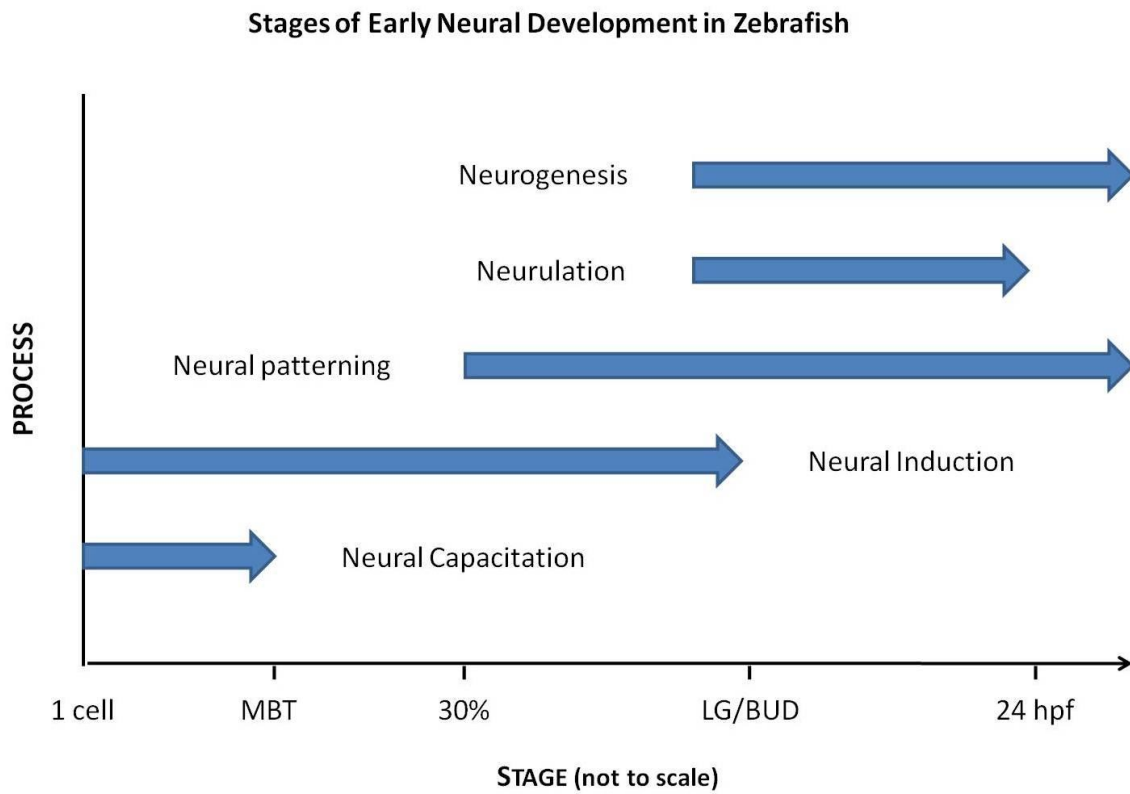 Stages of Early Neural Development in Zebrafish
Neurogenesis
Neurulation
Neural patterning
Neural Induction
Neural Capacitation
PROCESS
1 cell
MBT
30%
LG/BUD
24 hpf
STAGE (not to scale)